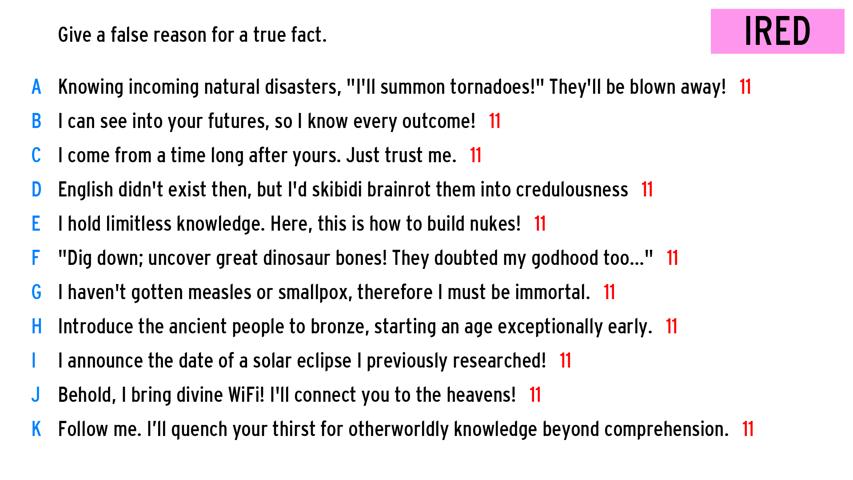 Give a false reason for a true fact.
IRED
A Knowing incoming natural disasters, "I'll summon tornadoes!" They'll be blown away! 11
B I can see into your futures, so I know every outcome! 11
C I come from a time long after yours. Just trust me. 11
D English didn't exist then, but I'd skibidi brainrot them into credulousness 11
E I hold limitless knowledge. Here, this is how to build nukes! 11
F "Dig down; uncover great dinosaur bones! They doubted my godhood too..." 11
G I haven't gotten measles or smallpox, therefore I must be immortal. 11
H Introduce the ancient people to bronze, starting an age exceptionally early. 11
I I announce the date of a solar eclipse I previously researched! 11
J Behold, I bring divine WiFi! I'll connect you to the heavens! 11
K Follow me. I’ll quench your thirst for otherworldly knowledge beyond comprehension. 11